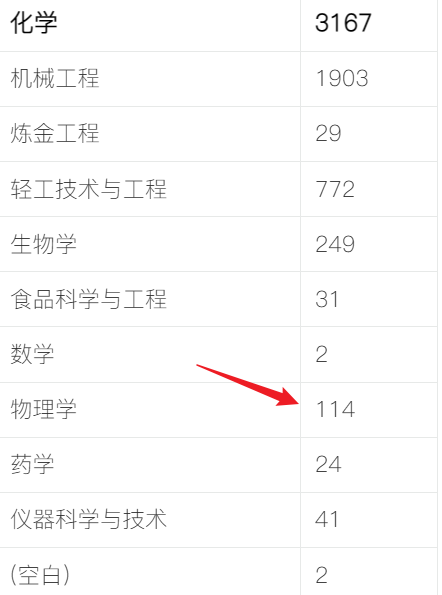 化学 3167
机械工程 1903
炼金工程 29
轻工技术与工程 772
生物学 249
食品科学与工程 31
数学 2
物理学 114
药学 24
仪器科学与技术 41
(空白) 2